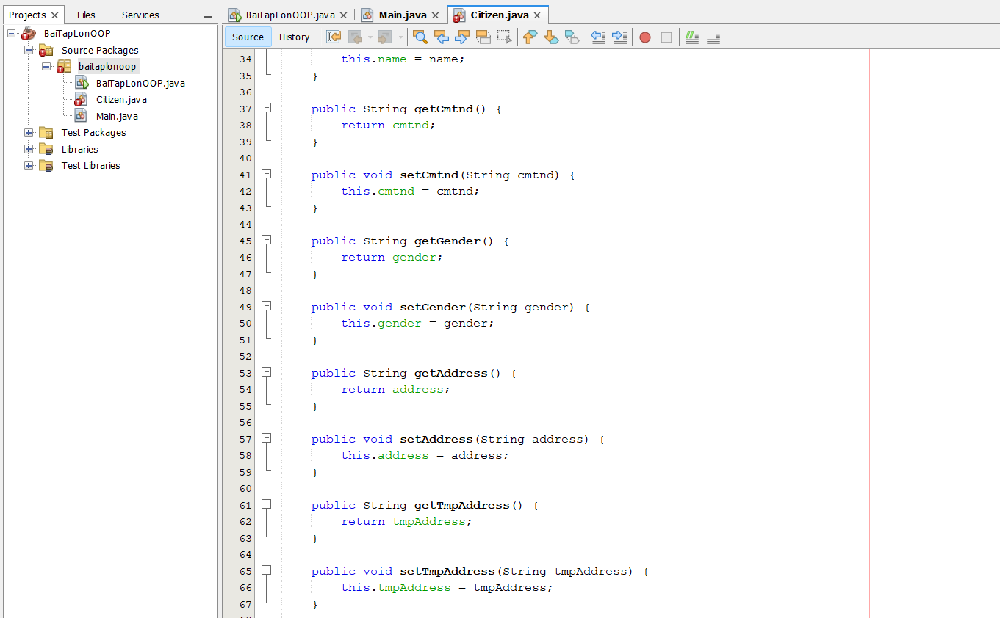 Projects Files Services
BaiTapLonOOP
Source Packages
baitaplonoop
BaiTapLonOOP.java
Citizen.java
Main.java
Test Packages
Libraries
Test Libraries
BaiTapLonOOP.java Main.java Citizen.java
Source History
34 this.name = name;
35 }
36
37 public String getCmtnd() {
38 return cmtnd;
39 }
40
41 public void setCmtnd(String cmtnd) {
42 this.cmtnd = cmtnd;
43 }
44
45 public String getGender() {
46 return gender;
47 }
48
49 public void setGender(String gender) {
50 this.gender = gender;
51 }
52
53 public String getAddress() {
54 return address;
55 }
56
57 public void setAddress(String address) {
58 this.address = address;
59 }
60
61 public String getTmpAddress() {
62 return tmpAddress;
63 }
64
65 public void setTmpAddress(String tmpAddress) {
66 this.tmpAddress = tmpAddress;
67 }